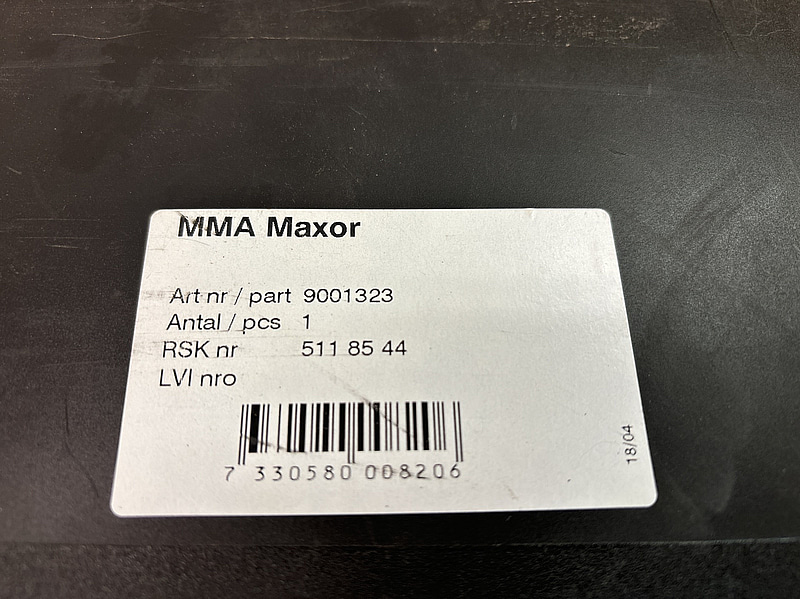 MMA Maxor
Art nr / part 9001323
Antal / pcs 1
RSK nr 511 85 44
LVI nro
7 330580 008206
18/04